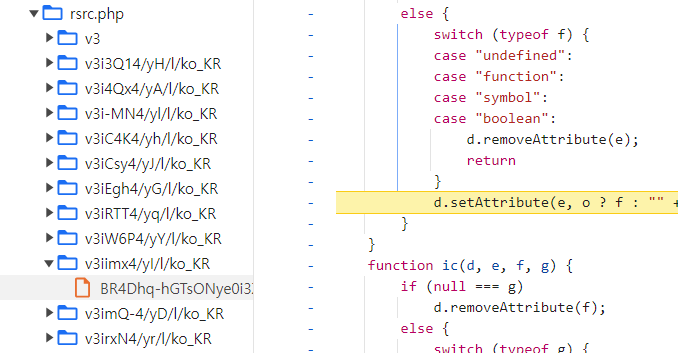 rsrc.php
v3
v3i3Q14/yH/l/ko_KR
v3i4Qx4/yA/l/ko_KR
v3i-MN4/yl/l/ko_KR
v3iC4K4/yh/l/ko_KR
v3iCsy4/yJ/l/ko_KR
v3iEgh4/yG/l/ko_KR
v3iRTT4/yq/l/ko_KR
v3iW6P4/yY/l/ko_KR
v3iimx4/yI/l/ko_KR
BR4Dhq-hGTsONye0i3
v3imQ-4/yD/l/ko_KR
v3irxN4/yr/l/ko_KR
- else {
- switch (typeof f) {
- case "undefined":
- case "function":
- case "symbol":
- case "boolean":
- d.removeAttribute(e);
- return
- }
- d.setAttribute(e, o ? f : "" +
- }
- }
- function ic(d, e, f, g) {
- if (null === g)
- d.removeAttribute(f);
- else {
- switch (typeof g) {